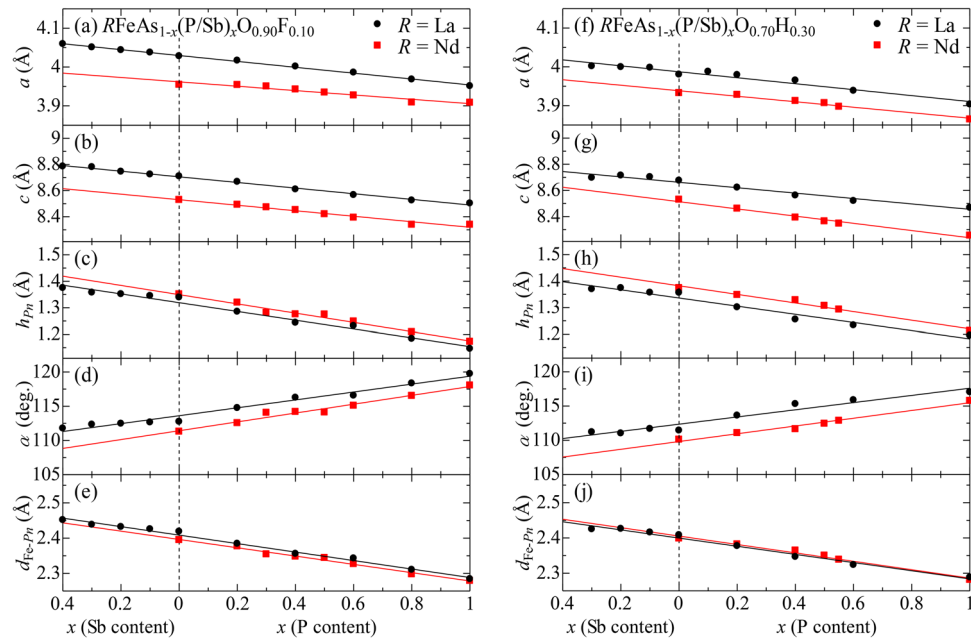 (a) RFeAs1-x(P/Sb)xO0.90F0.10
R = La
R = Nd
4.1
4
3.9
a (Å)
(b)
9
8.8
8.6
8.4
c (Å)
(c)
1.5
1.4
1.3
1.2
hPn (Å)
(d)
120
115
110
105
α (deg.)
(e)
2.5
2.4
2.3
dFe-Pn (Å)
0.4 0.2 0 0.2 0.4 0.6 0.8 1
x (Sb content) x (P content)
(f) RFeAs1-x(P/Sb)xO0.70H0.30
R = La
R = Nd
4.1
4
3.9
a (Å)
(g)
9
8.8
8.6
8.4
c (Å)
(h)
1.5
1.4
1.3
1.2
hPn (Å)
(i)
120
115
110
105
α (deg.)
(j)
2.5
2.4
2.3
dFe-Pn (Å)
0.4 0.2 0 0.2 0.4 0.6 0.8 1
x (Sb content) x (P content)